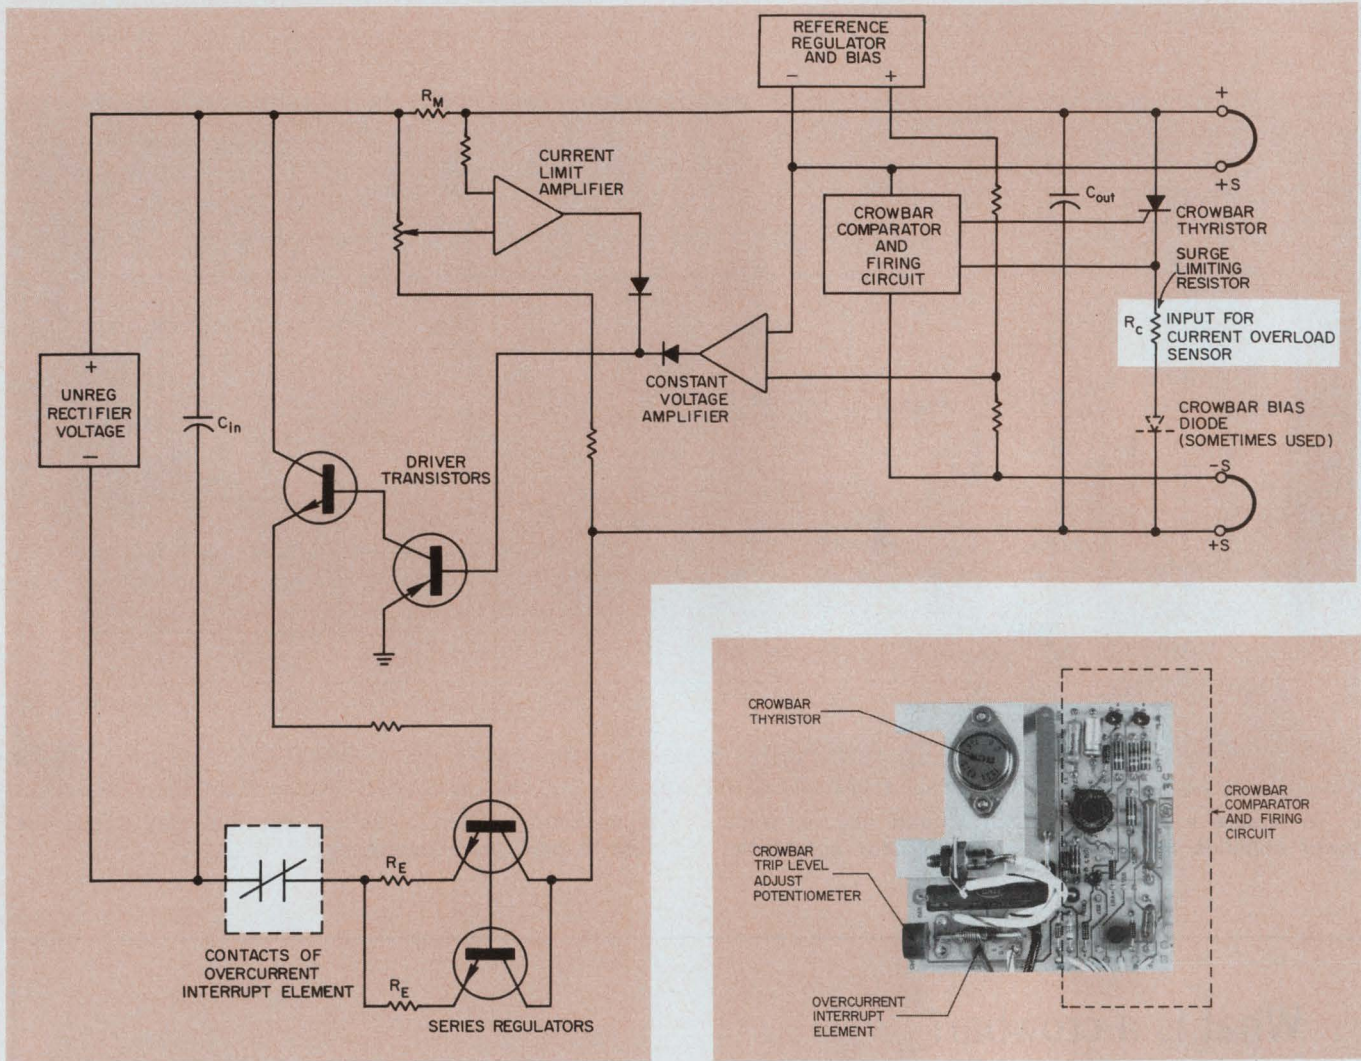 REFERENCE
REGULATOR
AND BIAS
− +
R_M
+
+S
CURRENT
LIMIT
AMPLIFIER
C_out
CROWBAR
COMPARATOR
AND
FIRING
CIRCUIT
CROWBAR
THYRISTOR
SURGE
LIMITING
RESISTOR
R_c
INPUT FOR
CURRENT OVERLOAD
SENSOR
+
UNREG
RECTIFIER
VOLTAGE
−
C_in
CONSTANT
VOLTAGE
AMPLIFIER
CROWBAR BIAS
DIODE
(SOMETIMES USED)
DRIVER
TRANSISTORS
-S
+S
R_E
R_E
CONTACTS OF
OVERCURRENT
INTERRUPT ELEMENT
SERIES REGULATORS
CROWBAR
THYRISTOR
CROWBAR
COMPARATOR
AND FIRING
CIRCUIT
CROWBAR
TRIP LEVEL
ADJUST
POTENTIOMETER
OVERCURRENT
INTERRUPT
ELEMENT